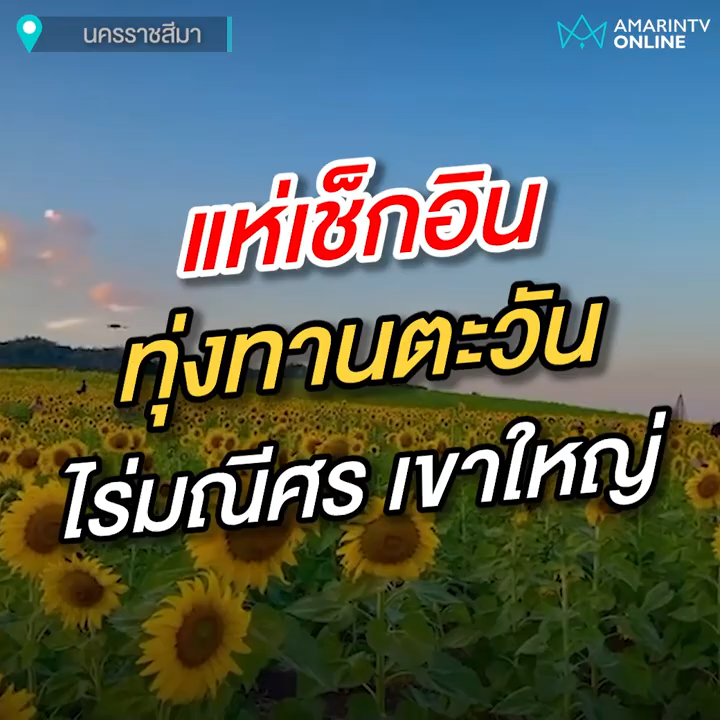 นครราชสีมา
AMARINTV
ONLINE
แห่เช็กอิน
ทุ่งทานตะวัน
ไร่มณีศร เขาใหญ่